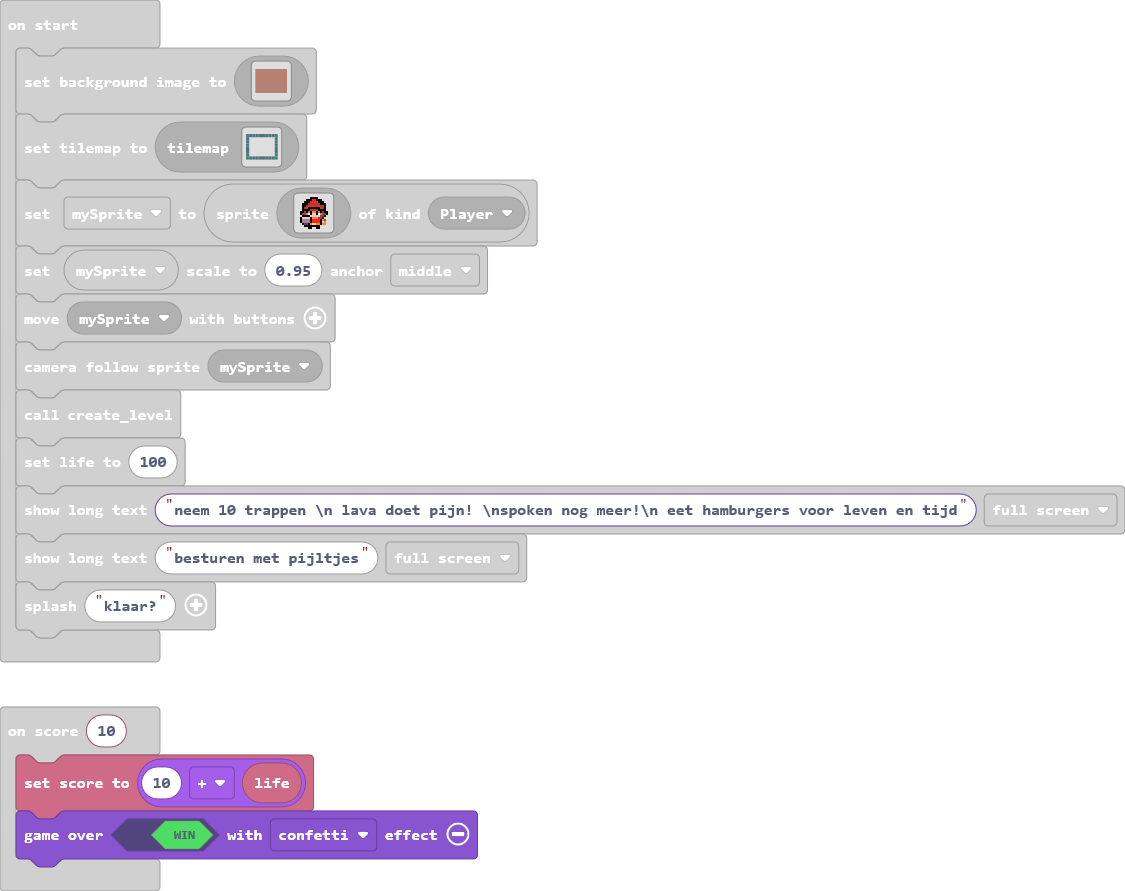 on start
set background image to
set tilemap to tilemap
set mySprite to sprite of kind Player
set mySprite scale to 0.95 anchor middle
move mySprite with buttons
camera follow sprite mySprite
call create_level
set life to 100
show long text "neem 10 trappen \n lava doet pijn! \nspoken nog meer!\n eet hamburgers voor leven en tijd" full screen
show long text "besturen met pijltjes" full screen
splash "klaar?"
on score 10
set score to 10 + life
game over WIN with confetti effect